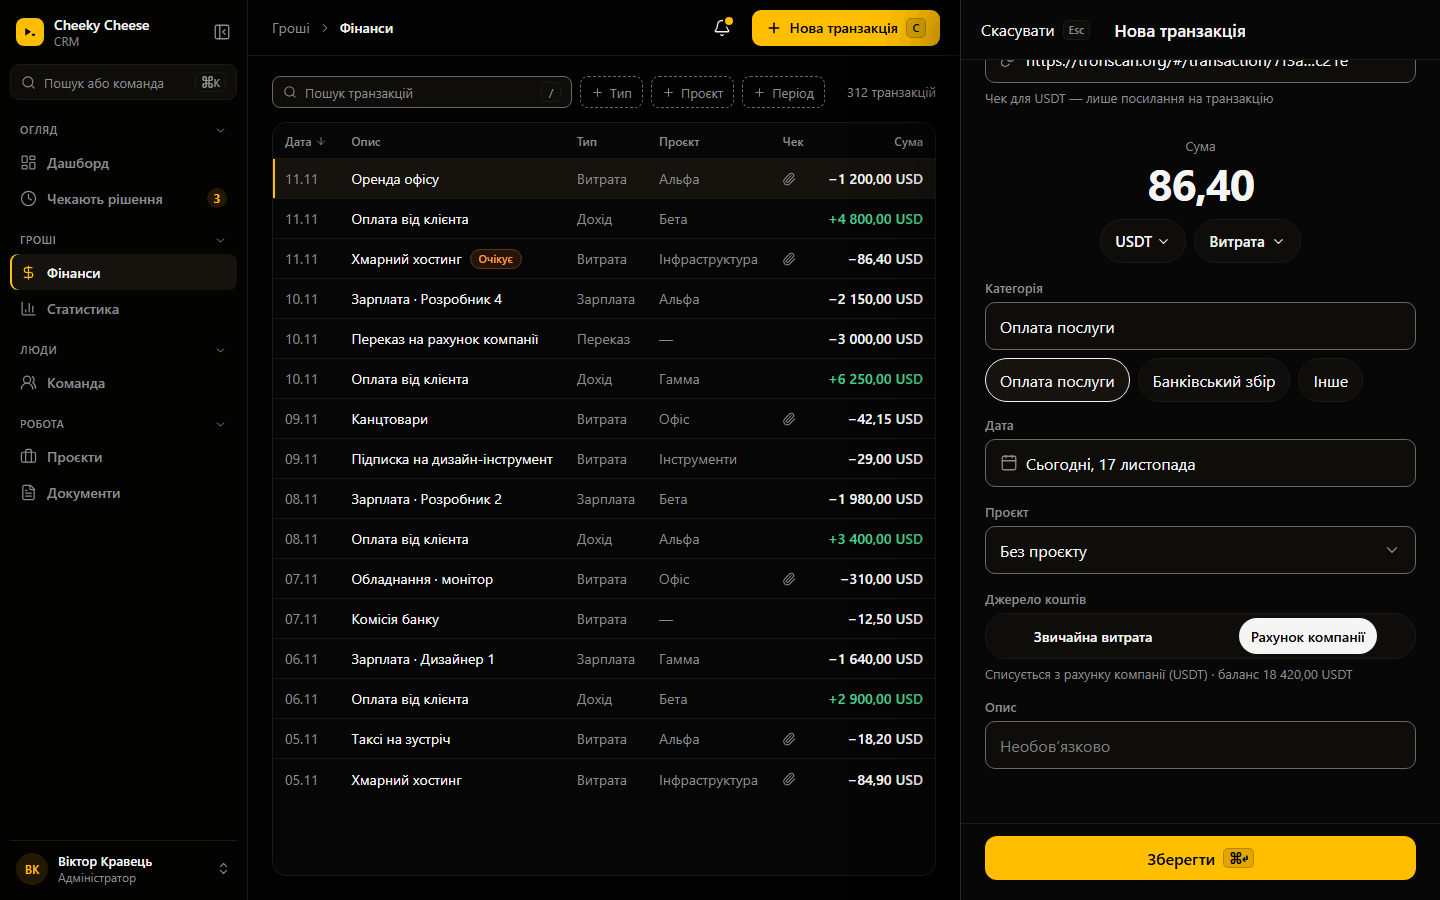 Cheeky Cheese
CRM
Пошук або команда ⌘K
ОГЛЯД
Дашборд
Чекають рішення 3
ГРОШІ
Фінанси
Статистика
ЛЮДИ
Команда
РОБОТА
Проєкти
Документи
ВК
Віктор Кравець
Адміністратор
Гроші > Фінанси
+ Нова транзакція C
Пошук транзакцій /
+ Тип
+ Проєкт
+ Період
312 транзакцій
Дата ↓ Опис Тип Проєкт Чек Сума
11.11 Оренда офісу Витрата Альфа −1 200,00 USD
11.11 Оплата від клієнта Дохід Бета +4 800,00 USD
11.11 Хмарний хостинг Очікує Витрата Інфраструктура −86,40 USD
10.11 Зарплата · Розробник 4 Зарплата Альфа −2 150,00 USD
10.11 Переказ на рахунок компанії Переказ — −3 000,00 USD
10.11 Оплата від клієнта Дохід Гамма +6 250,00 USD
09.11 Канцтовари Витрата Офіс −42,15 USD
09.11 Підписка на дизайн-інструмент Витрата Інструменти −29,00 USD
08.11 Зарплата · Розробник 2 Зарплата Бета −1 980,00 USD
08.11 Оплата від клієнта Дохід Альфа +3 400,00 USD
07.11 Обладнання · монітор Витрата Офіс −310,00 USD
07.11 Комісія банку Витрата — −12,50 USD
06.11 Зарплата · Дизайнер 1 Зарплата Гамма −1 640,00 USD
06.11 Оплата від клієнта Дохід Бета +2 900,00 USD
05.11 Таксі на зустріч Витрата Альфа −18,20 USD
05.11 Хмарний хостинг Витрата Інфраструктура −84,90 USD
Скасувати Esc Нова транзакція
https://tronscan.org/#/transaction/713a...c21e
Чек для USDT — лише посилання на транзакцію
Сума
86,40
USDT
Витрата
Категорія
Оплата послуги
Оплата послуги
Банківський збір
Інше
Дата
Сьогодні, 17 листопада
Проєкт
Без проєкту
Джерело коштів
Звичайна витрата
Рахунок компанії
Списується з рахунку компанії (USDT) · баланс 18 420,00 USDT
Опис
Необов'язково
Зберегти ⌘↵